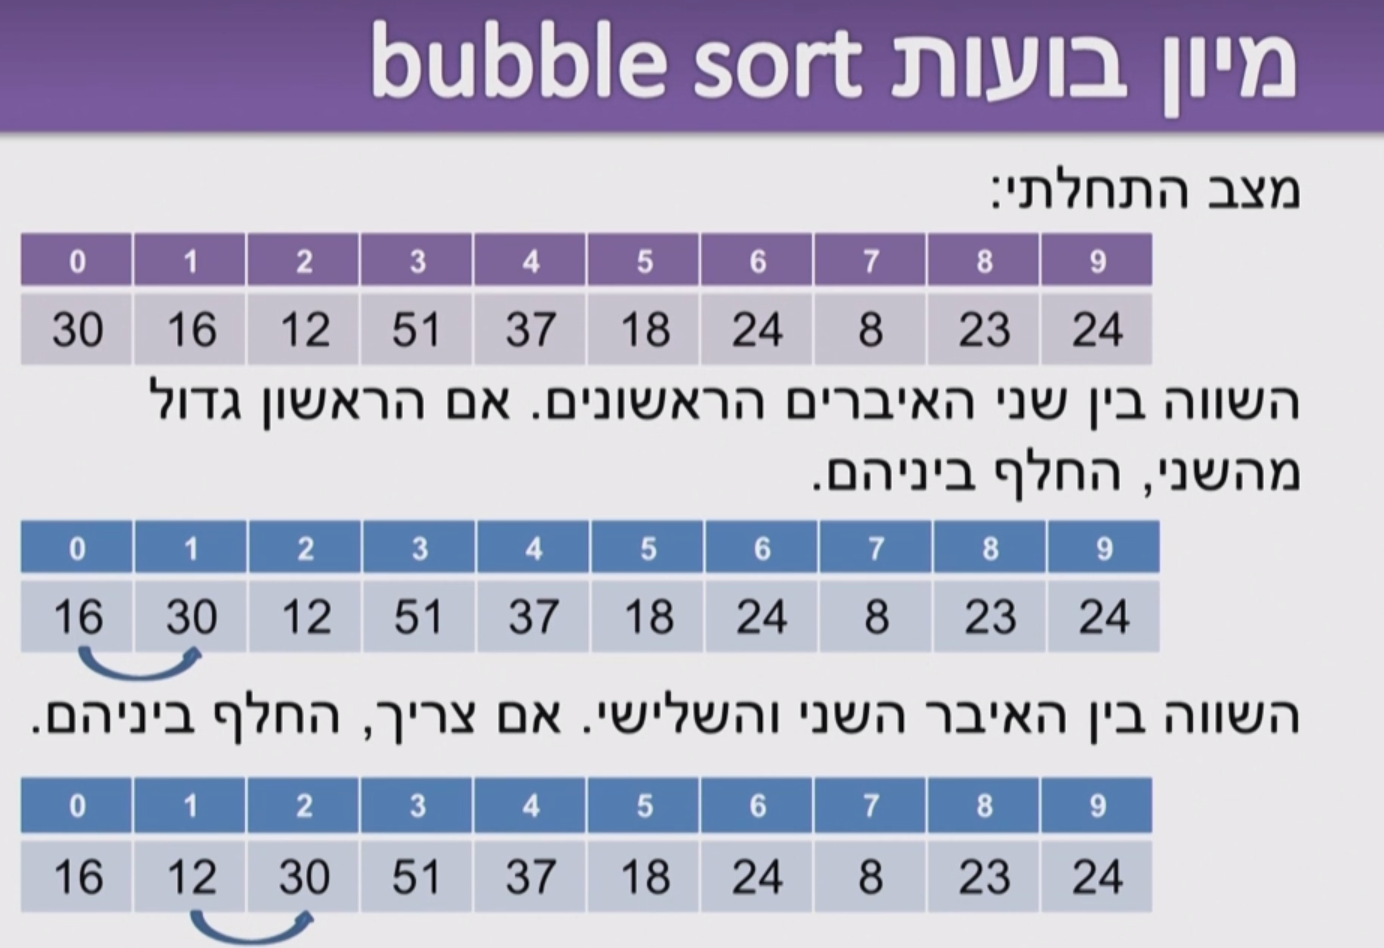 מיון בועות bubble sort
מצב התחלתי:
0 1 2 3 4 5 6 7 8 9
30 16 12 51 37 18 24 8 23 24
השווה בין שני האיברים הראשונים. אם הראשון גדול
מהשני, החלף ביניהם.
0 1 2 3 4 5 6 7 8 9
16 30 12 51 37 18 24 8 23 24
השווה בין האיבר השני והשלישי. אם צריך, החלף ביניהם.
0 1 2 3 4 5 6 7 8 9
16 12 30 51 37 18 24 8 23 24